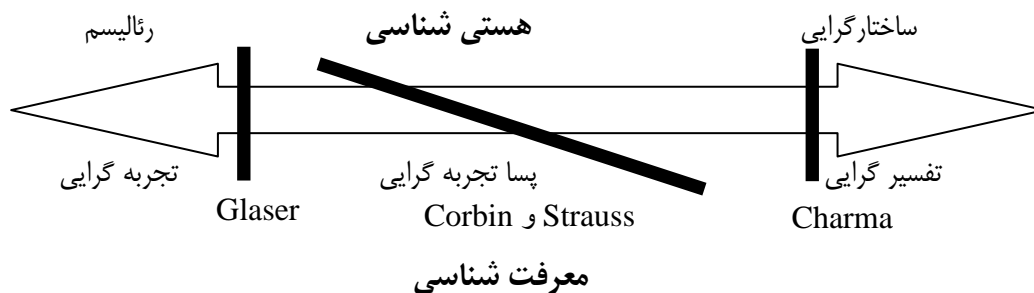 هستی شناسی
ساختارگرایی
رئالیسم
تفسیر گرایی
پسا تجربه گرایی
تجربه گرایی
Charma
Strauss و Corbin
Glaser
معرفت شناسی